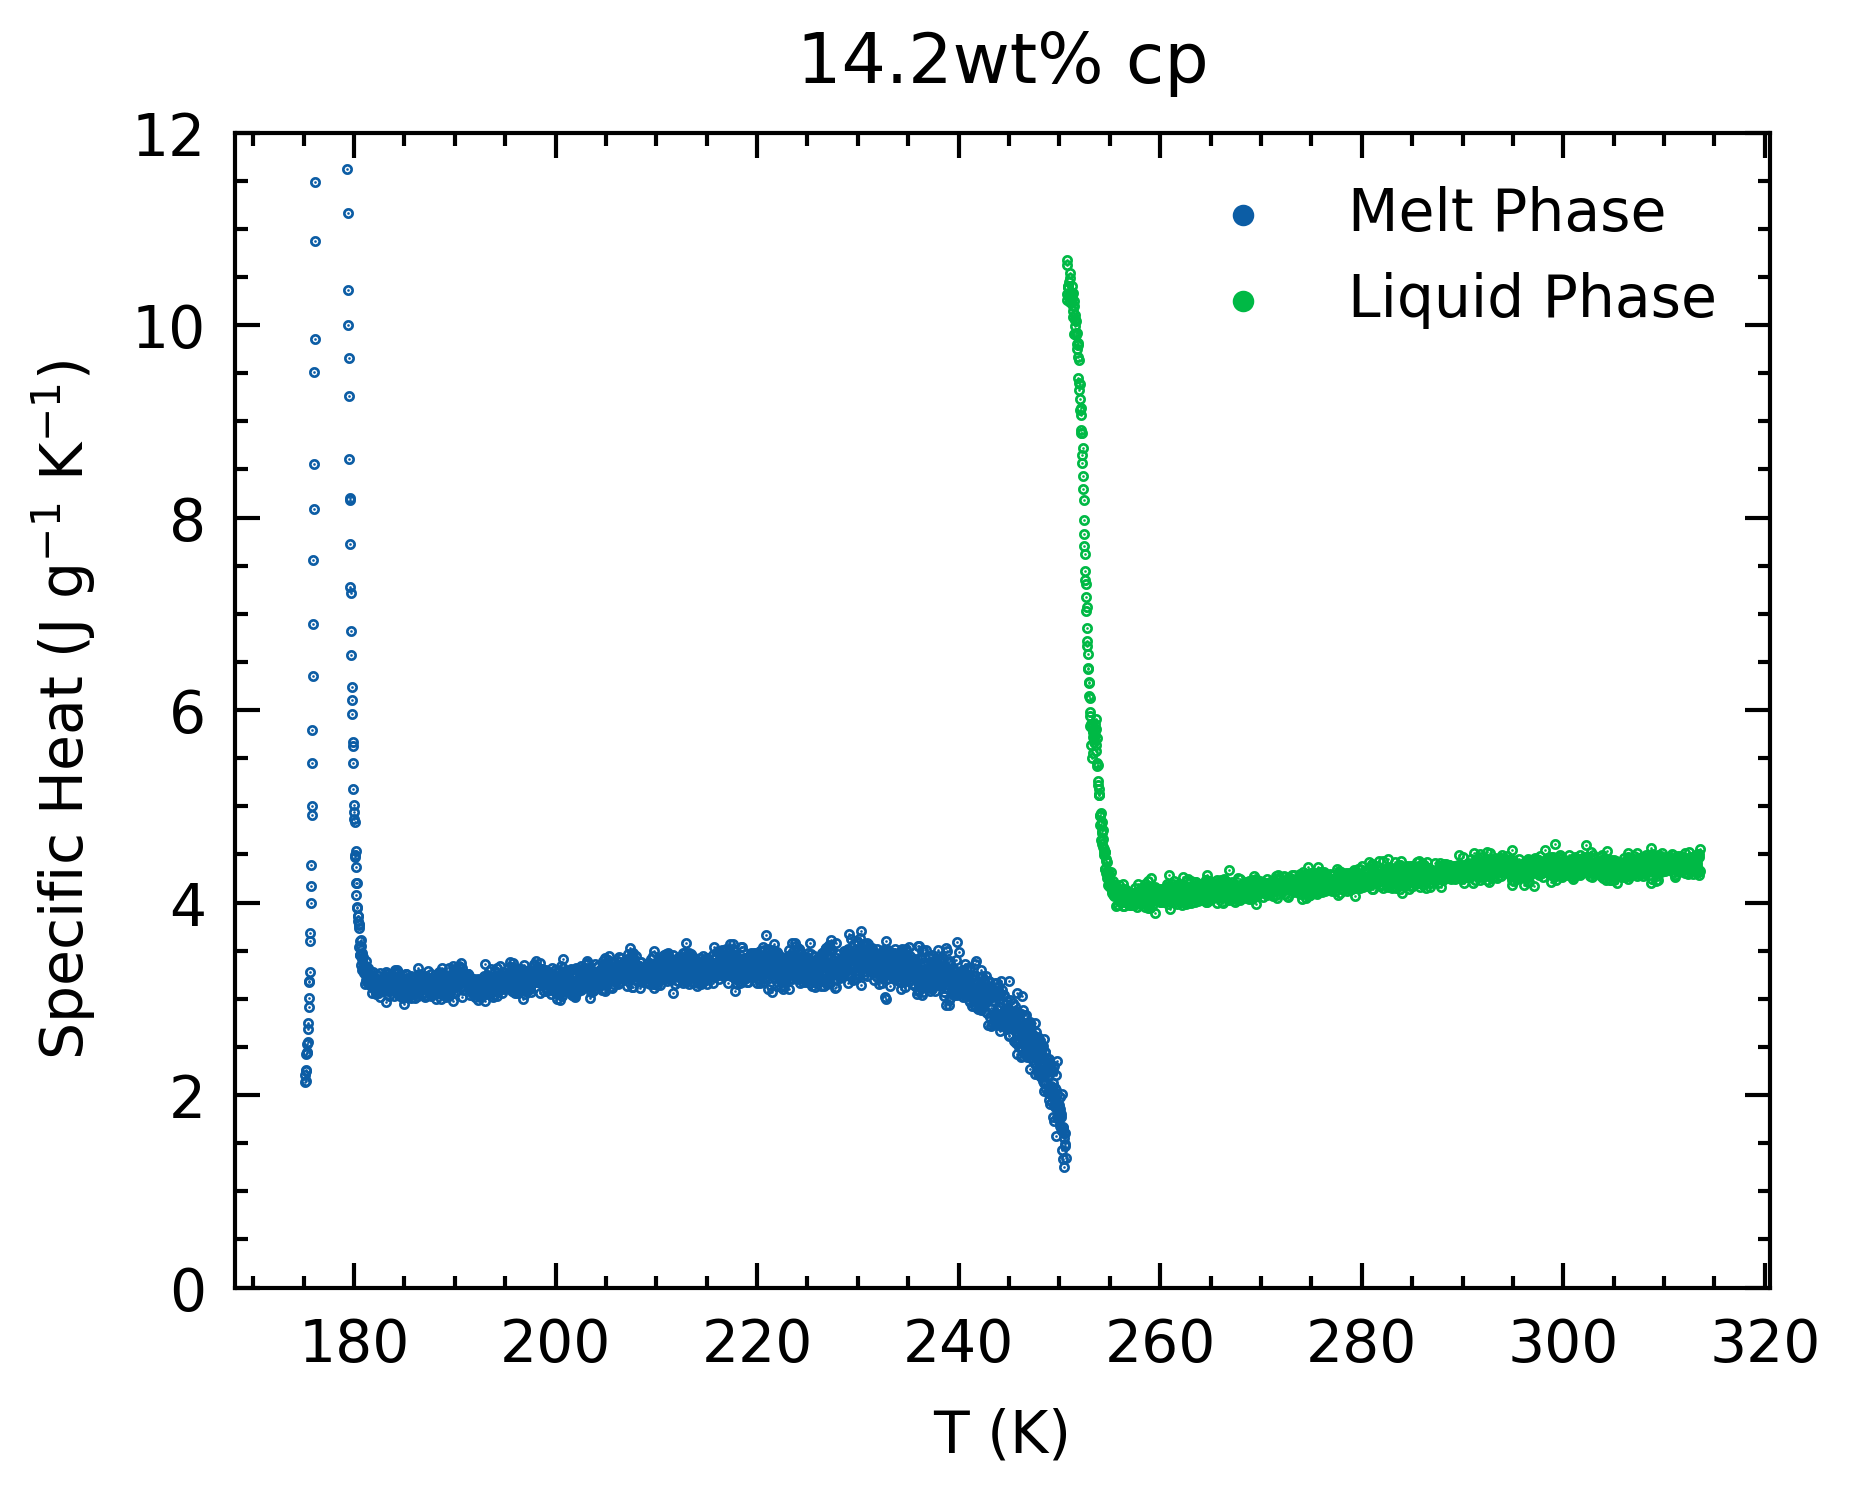 14.2wt% cp
12
10
8
6
4
2
0
Specific Heat (J g⁻¹ K⁻¹)
Melt Phase
Liquid Phase
180 200 220 240 260 280 300 320
T (K)